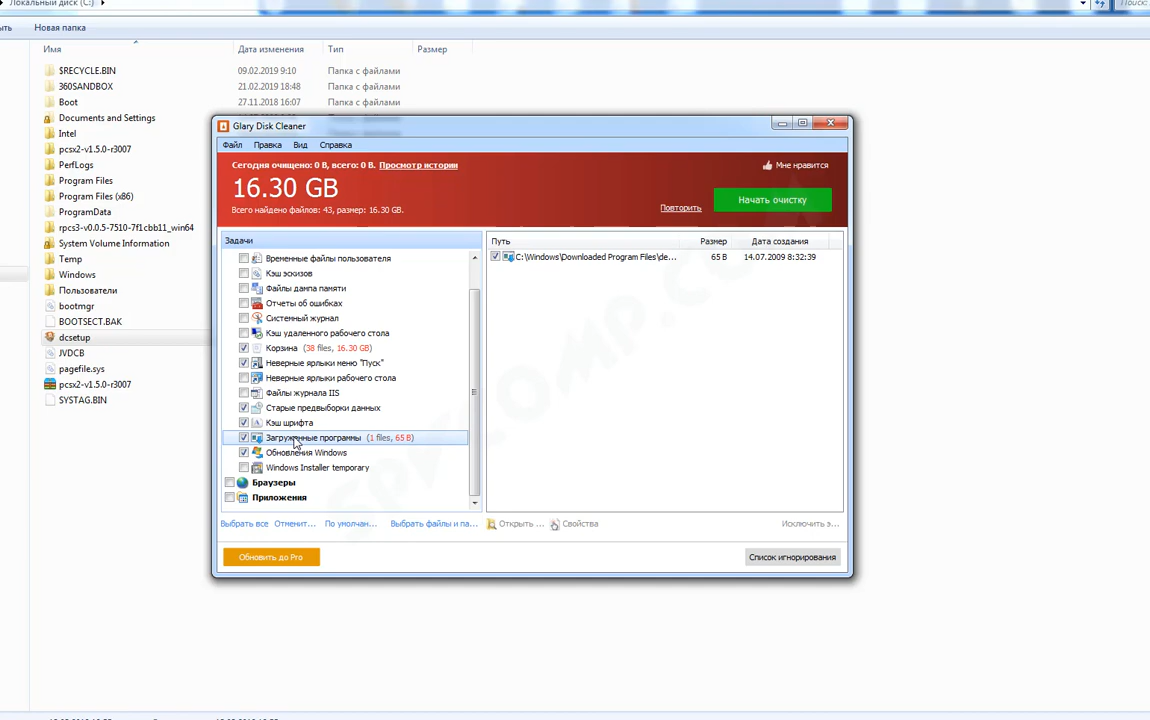 Локальный диск (C:)
Новая папка
Имя Дата изменения Тип Размер
$RECYCLE.BIN 09.02.2019 9:10 Папка с файлами
360SANDBOX 21.02.2019 18:48 Папка с файлами
Boot 27.11.2018 16:07 Папка с файлами
Documents and Settings
Intel
pcsx2-v1.5.0-r3007
PerfLogs
Program Files
Program Files (x86)
ProgramData
rpcs3-v0.0.5-7510-7f1cbb11_win64
System Volume Information
Temp
Windows
Пользователи
bootmgr
BOOTSECT.BAK
dcsetup
JVDCB
pagefile.sys
pcsx2-v1.5.0-r3007
SYSTAG.BIN
Glary Disk Cleaner
Файл Правка Вид Справка
Сегодня очищено: 0 B, всего: 0 B. Просмотр истории
Мне нравится
16.30 GB
Всего найдено файлов: 43, размер: 16.30 GB.
Повторить
Начать очистку
Задачи
Временные файлы пользователя
Кэш эскизов
Файлы дампа памяти
Отчеты об ошибках
Системный журнал
Кэш удаленного рабочего стола
Корзина (38 files, 16.30 GB)
Неверные ярлыки меню "Пуск"
Неверные ярлыки рабочего стола
Файлы журнала IIS
Старые предвыборки данных
Кэш шрифта
Загруженные программы (1 files, 65 B)
Обновления Windows
Windows Installer temporary
Браузеры
Приложения
Путь Размер Дата создания
C:\Windows\Downloaded Program Files\de... 65 B 14.07.2009 8:32:39
Выбрать все Отменит... По умолчан... Выбрать файлы и па...
Открыть ... Свойства Исключить э...
Обновить до Pro
Список игнорирования
SPFCOMP.COM